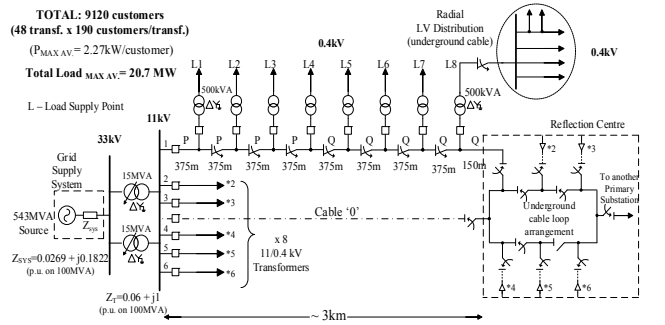 TOTAL: 9120 customers
(48 transf. x 190 customers/transf.)
(PMAX AV.= 2.27kW/customer)
Total Load MAX AV.= 20.7 MW
L – Load Supply Point
Radial
LV Distribution
(underground cable)
0.4kV
0.4kV
L1 L2 L3 L4 L5 L6 L7 L8
500kVA
ΔY
500kVA
ΔY
33kV
11kV
Grid
Supply
System
543MVA
Source
Zsys
ZSYS=0.0269 + j0.1822
(p.u. on 100MVA)
15MVA
ΔY
15MVA
ΔY
ZT=0.06 + j1
(p.u. on 100MVA)
1 P P P P Q Q Q Q Q
375m 375m 375m 375m 375m 375m 375m 375m 150m
2 *2
3 *3
Cable ‘0’
4 *4
5 *5
6 *6
x 8
11/0.4 kV
Transformers
Reflection Centre
*2 *3
Underground
cable loop
arrangement
To another
Primary
Substation
*4 *5 *6
~ 3km